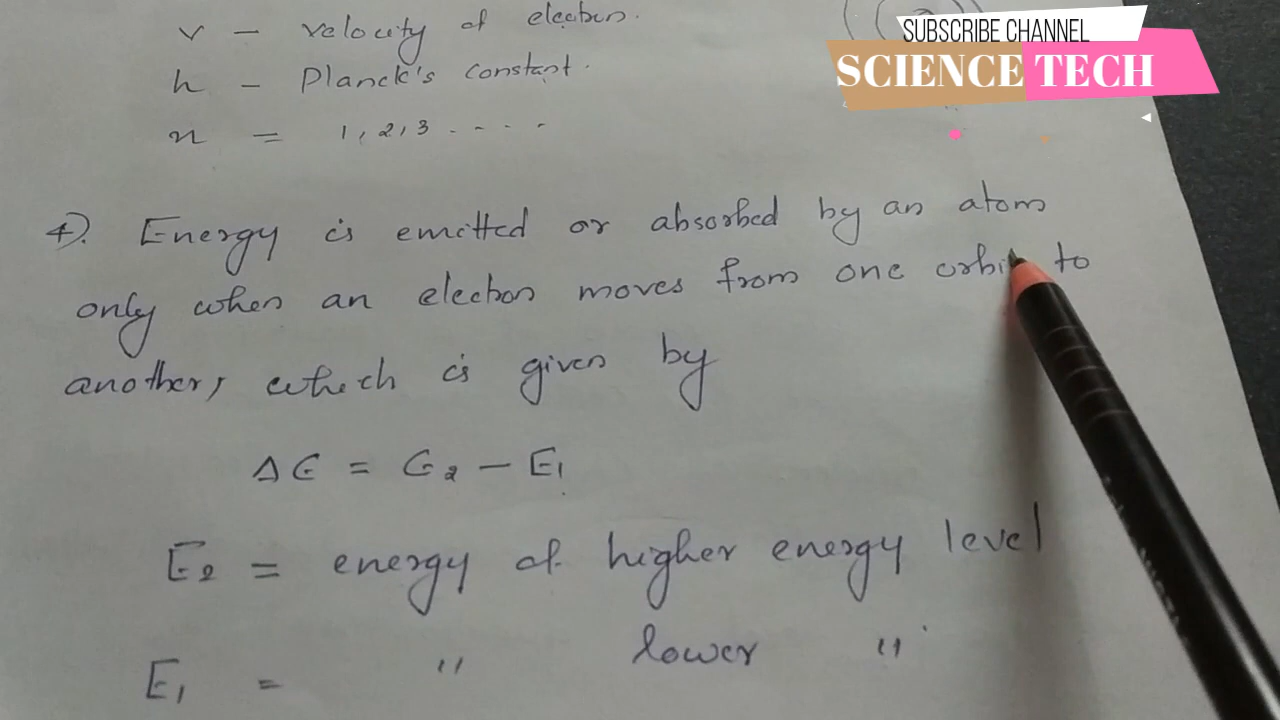 v - velocity of electron.
SUBSCRIBE CHANNEL
SCIENCE TECH
h - Planck's constant.
n = 1, 2, 3 - - - -
4). Energy is emitted or absorbed by an atom
only when an electron moves from one orbit to
another, which is given by
ΔE = E2 - E1
E2 = energy of higher energy level
E1 = " lower "